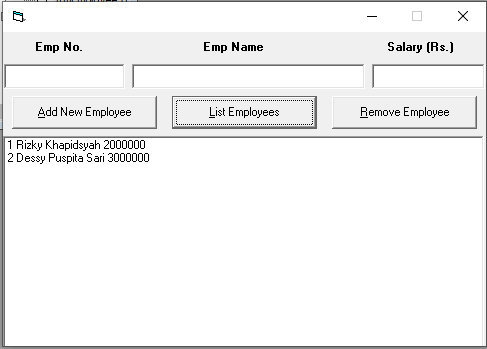 Emp No. Emp Name Salary (Rs.)
Add New Employee List Employees Remove Employee
1 Rizky Khapidsyah 2000000
2 Dessy Puspita Sari 3000000